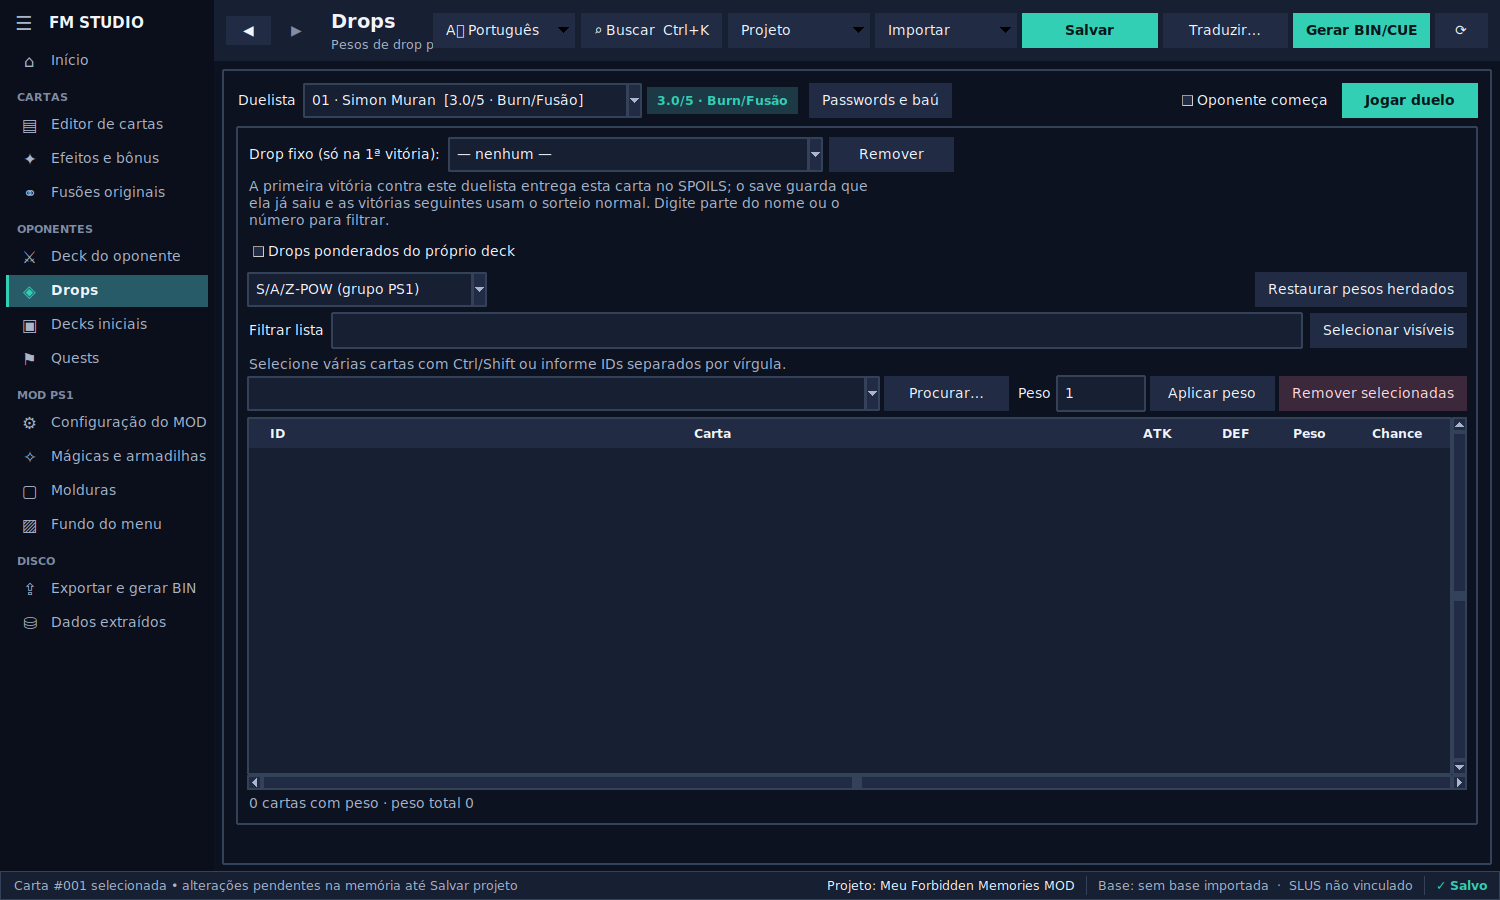 ☰ FM STUDIO
⌂ Início
CARTAS
▤ Editor de cartas
✦ Efeitos e bônus
⚭ Fusões originais
OPONENTES
⚔ Deck do oponente
◈ Drops
▣ Decks iniciais
⚑ Quests
MOD PS1
⚙ Configuração do MOD
✧ Mágicas e armadilhas
▢ Molduras
▨ Fundo do menu
DISCO
⇪ Exportar e gerar BIN
⛁ Dados extraídos
◀ ▶ Drops
Pesos de drop p
A Português
⌕ Buscar Ctrl+K
Projeto
Importar
Salvar
Traduzir...
Gerar BIN/CUE
⟳
Duelista 01 · Simon Muran [3.0/5 · Burn/Fusão] 3.0/5 · Burn/Fusão Passwords e baú Oponente começa Jogar duelo
Drop fixo (só na 1ª vitória): — nenhum — Remover
A primeira vitória contra este duelista entrega esta carta no SPOILS; o save guarda que
ela já saiu e as vitórias seguintes usam o sorteio normal. Digite parte do nome ou o
número para filtrar.
Drops ponderados do próprio deck
S/A/Z-POW (grupo PS1) Restaurar pesos herdados
Filtrar lista Selecionar visíveis
Selecione várias cartas com Ctrl/Shift ou informe IDs separados por vírgula.
Procurar... Peso 1 Aplicar peso Remover selecionadas
ID Carta ATK DEF Peso Chance
0 cartas com peso · peso total 0
Carta #001 selecionada • alterações pendentes na memória até Salvar projeto Projeto: Meu Forbidden Memories MOD Base: sem base importada · SLUS não vinculado ✓ Salvo